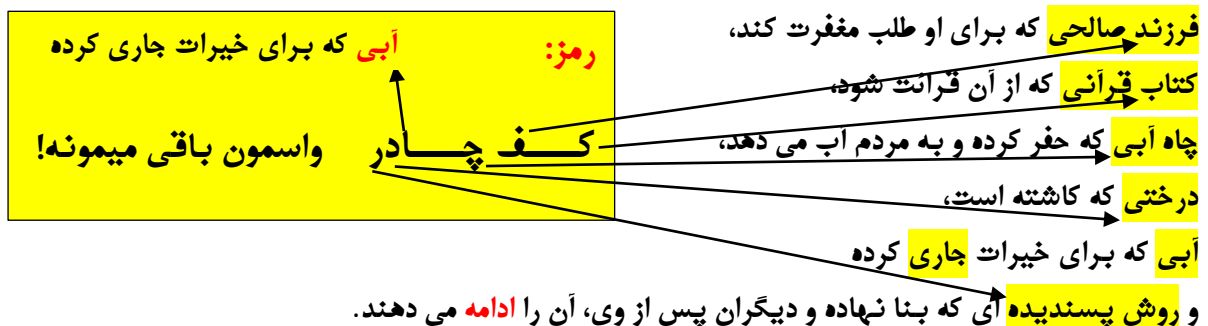 فرزند صالحی که برای او طلب مغفرت کند،
کتاب قرآنی که از آن قرائت شود،
چاه آبی که حفر کرده و به مردم آب می دهد،
درختی که کاشته است،
آبی که برای خیرات جاری کرده
و روش پسندیده ای که بنا نهاده و دیگران پس از وی، آن را ادامه می دهند.
رمز: آبی که برای خیرات جاری کرده
کـــف چـــادر واسمون باقی میمونه!